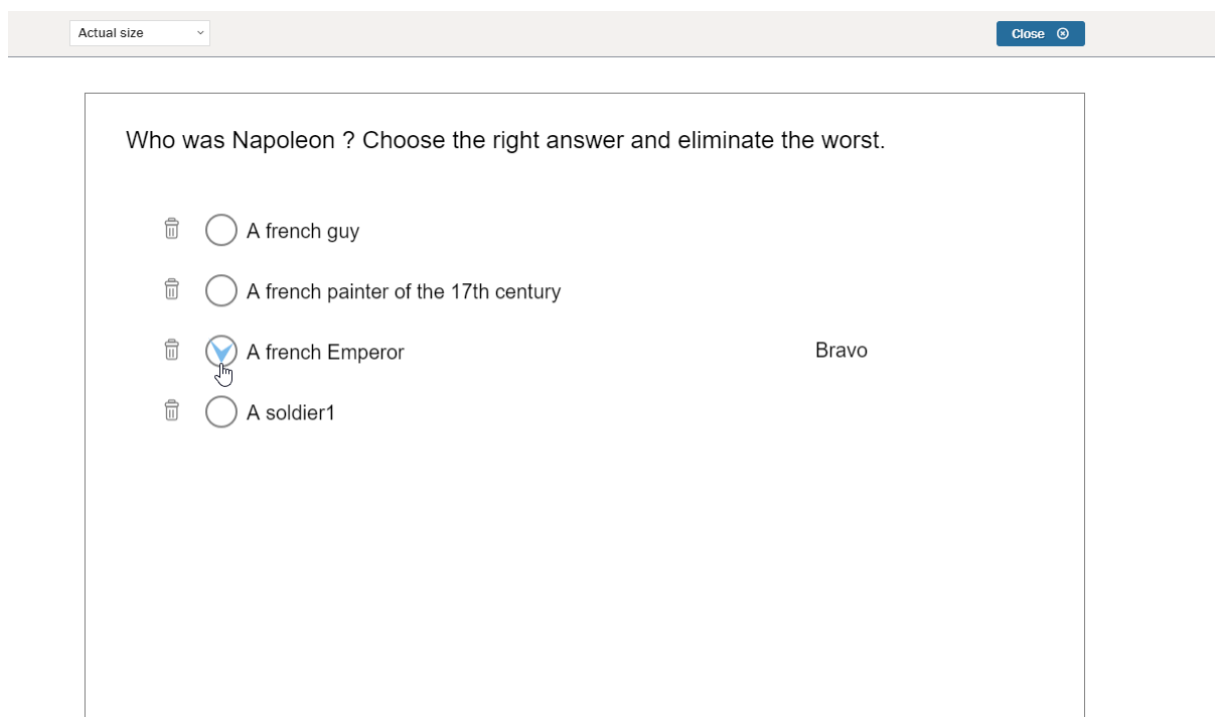 Actual size
Close
Who was Napoleon ? Choose the right answer and eliminate the worst.
A french guy
A french painter of the 17th century
A french Emperor
Bravo
A soldier1